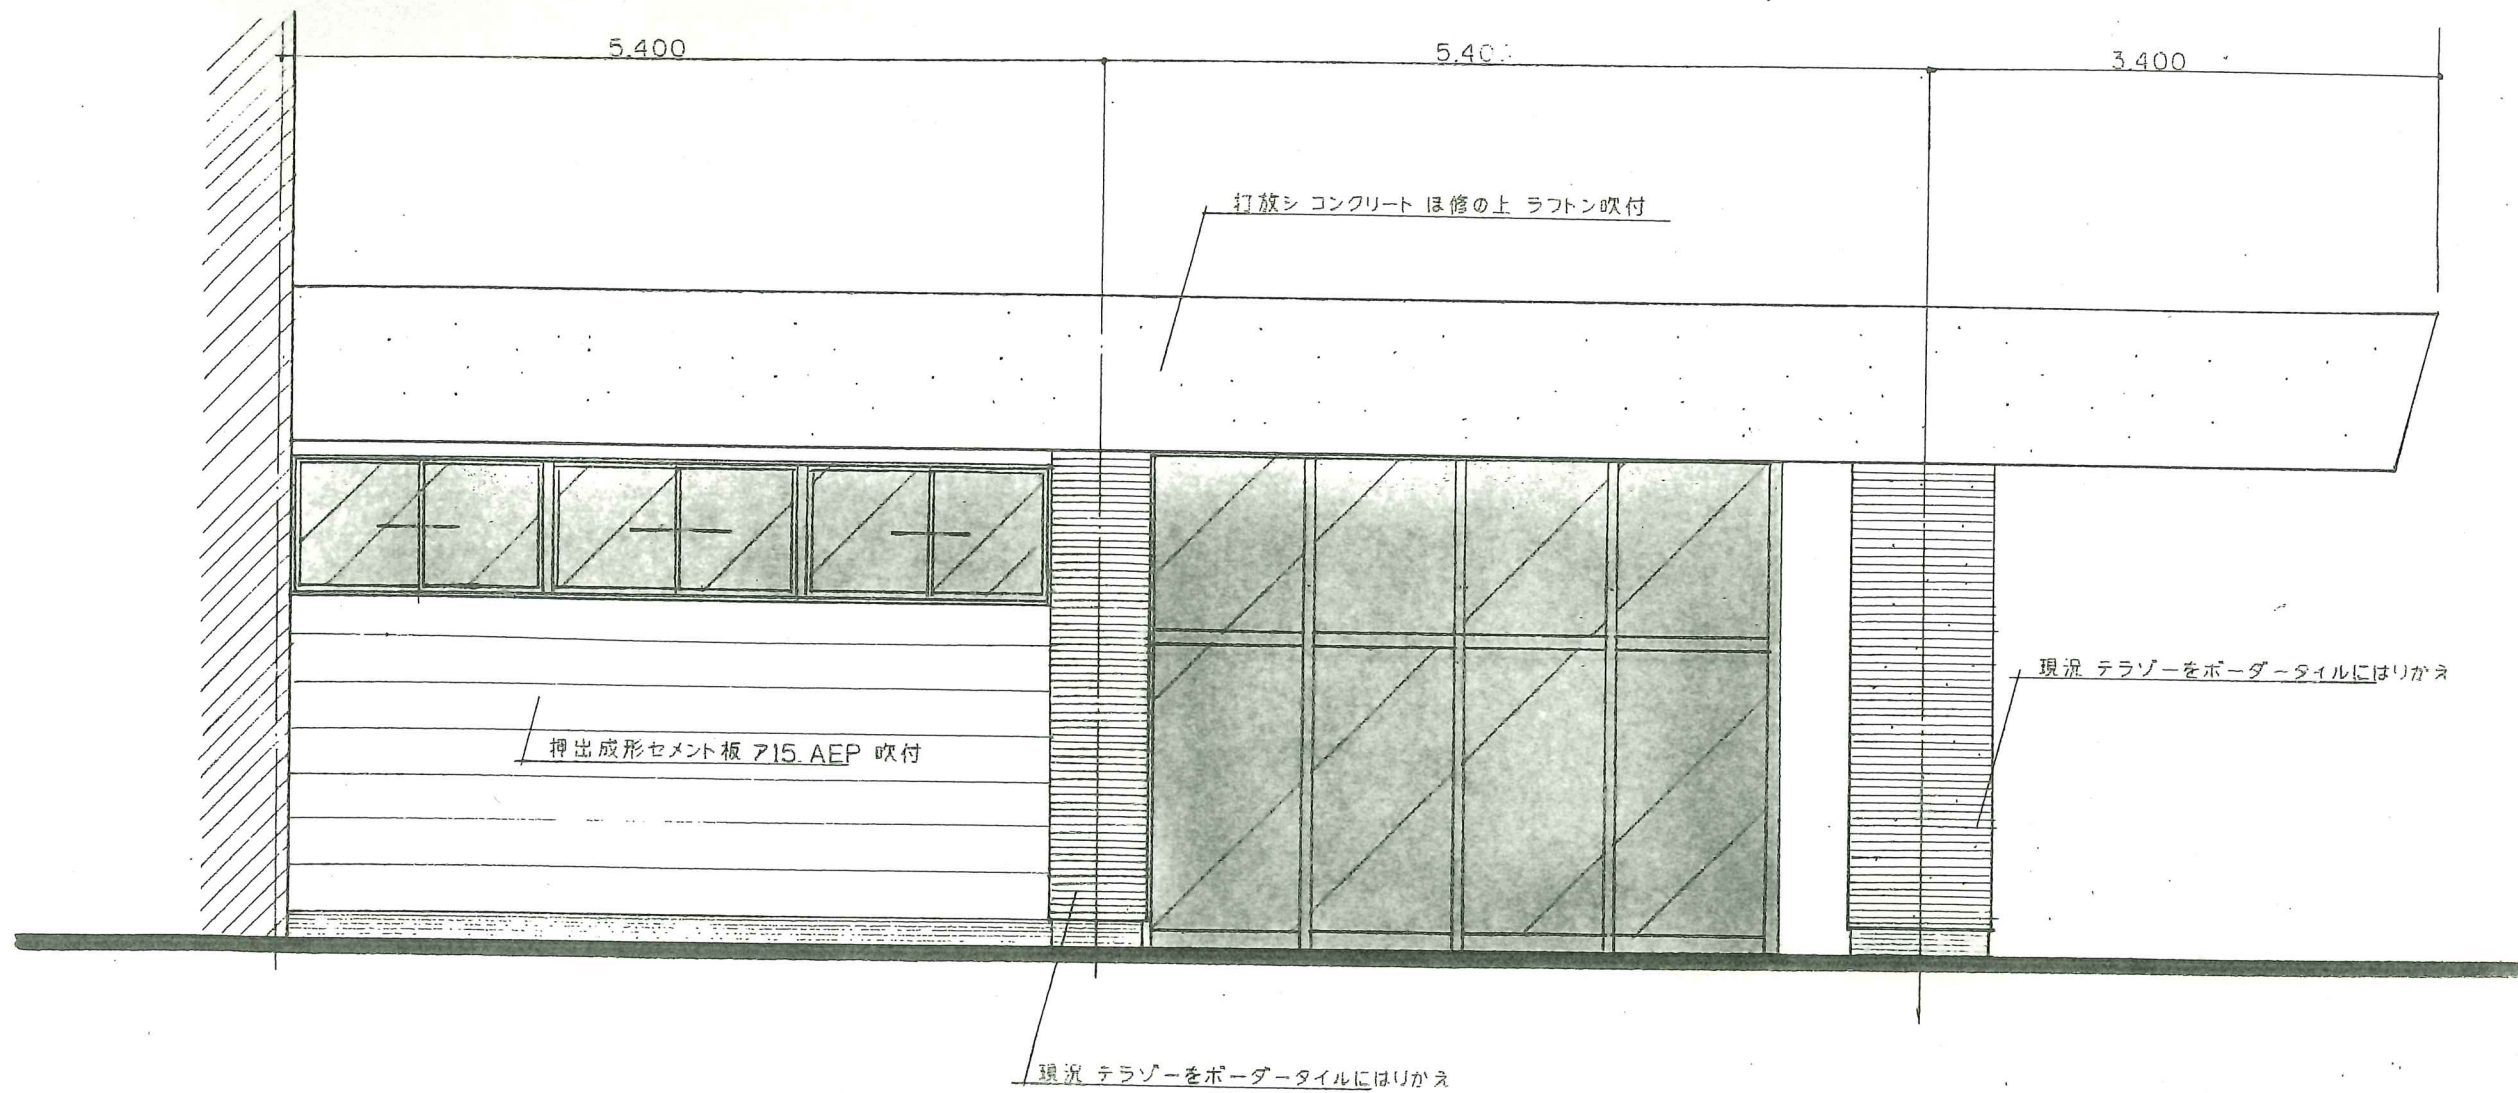 5.400
5.40
3.400
打放シ コンクリート ほ修の上 ラフトン吹付
現況 テラゾーをボーダータイルにはりかえ
押出成形セメント板 ア15. AEP 吹付
現況 テラゾーをボーダータイルにはりかえ